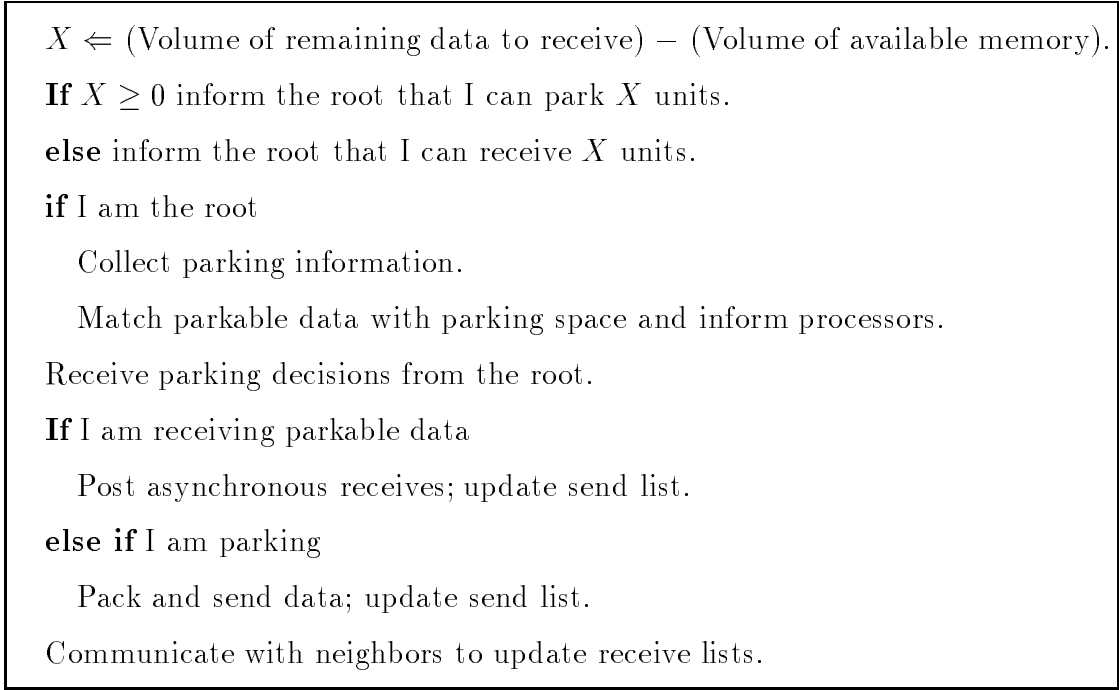 X ⇐ (Volume of remaining data to receive) − (Volume of available memory).
If X ≥ 0 inform the root that I can park X units.
else inform the root that I can receive X units.
if I am the root
Collect parking information.
Match parkable data with parking space and inform processors.
Receive parking decisions from the root.
If I am receiving parkable data
Post asynchronous receives; update send list.
else if I am parking
Pack and send data; update send list.
Communicate with neighbors to update receive lists.